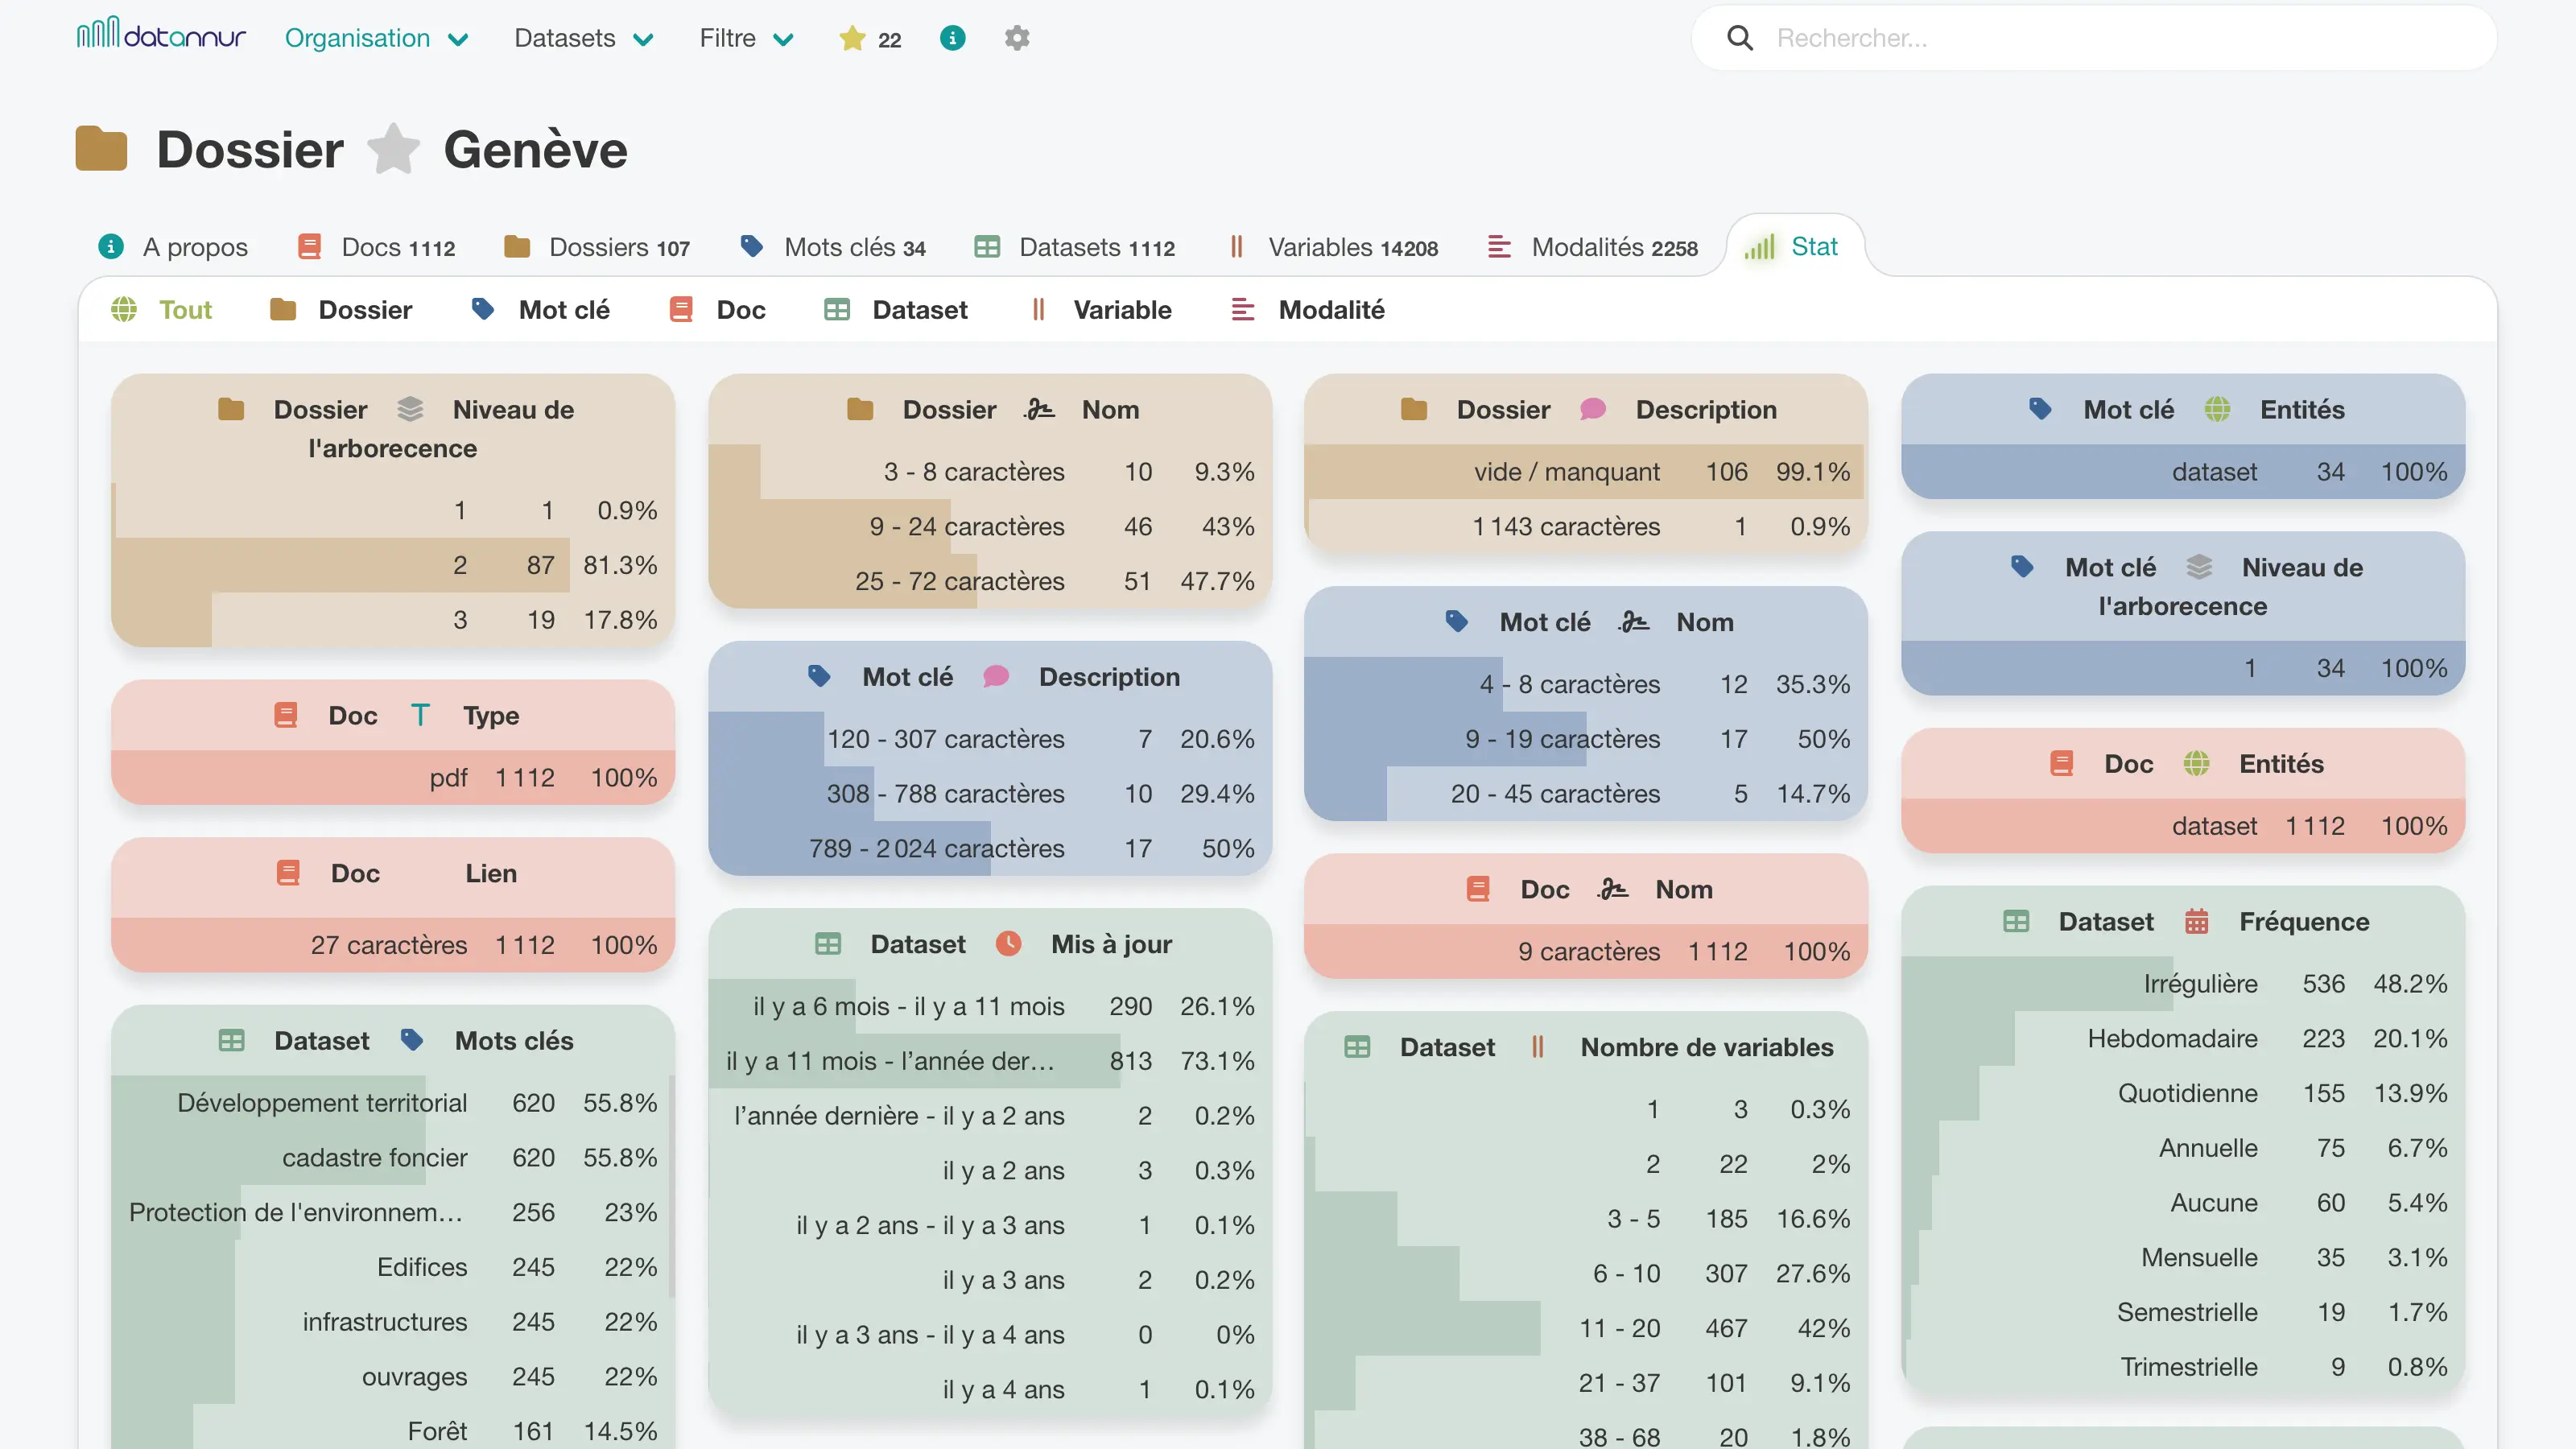 datannur Organisation Datasets Filtre 22 Rechercher...
Dossier Genève
A propos Docs 1112 Dossiers 107 Mots clés 34 Datasets 1112 Variables 14208 Modalités 2258 Stat
Tout Dossier Mot clé Doc Dataset Variable Modalité
Dossier Niveau de
l'arborecence
1 1 0.9%
2 87 81.3%
3 19 17.8%
Doc Type
pdf 1 112 100%
Doc Lien
27 caractères 1 112 100%
Dataset Mots clés
Développement territorial 620 55.8%
cadastre foncier 620 55.8%
Protection de l'environnem... 256 23%
Edifices 245 22%
infrastructures 245 22%
ouvrages 245 22%
Forêt 161 14.5%
Dossier Nom
3 - 8 caractères 10 9.3%
9 - 24 caractères 46 43%
25 - 72 caractères 51 47.7%
Mot clé Description
120 - 307 caractères 7 20.6%
308 - 788 caractères 10 29.4%
789 - 2 024 caractères 17 50%
Dataset Mis à jour
il y a 6 mois - il y a 11 mois 290 26.1%
il y a 11 mois - l’année der... 813 73.1%
l’année dernière - il y a 2 ans 2 0.2%
il y a 2 ans 3 0.3%
il y a 2 ans - il y a 3 ans 1 0.1%
il y a 3 ans 2 0.2%
il y a 3 ans - il y a 4 ans 0 0%
il y a 4 ans 1 0.1%
Dossier Description
vide / manquant 106 99.1%
1 143 caractères 1 0.9%
Mot clé Nom
4 - 8 caractères 12 35.3%
9 - 19 caractères 17 50%
20 - 45 caractères 5 14.7%
Doc Nom
9 caractères 1 112 100%
Dataset Nombre de variables
1 3 0.3%
2 22 2%
3 - 5 185 16.6%
6 - 10 307 27.6%
11 - 20 467 42%
21 - 37 101 9.1%
38 - 68 20 1.8%
Mot clé Entités
dataset 34 100%
Mot clé Niveau de
l'arborecence
1 34 100%
Doc Entités
dataset 1 112 100%
Dataset Fréquence
Irrégulière 536 48.2%
Hebdomadaire 223 20.1%
Quotidienne 155 13.9%
Annuelle 75 6.7%
Aucune 60 5.4%
Mensuelle 35 3.1%
Semestrielle 19 1.7%
Trimestrielle 9 0.8%